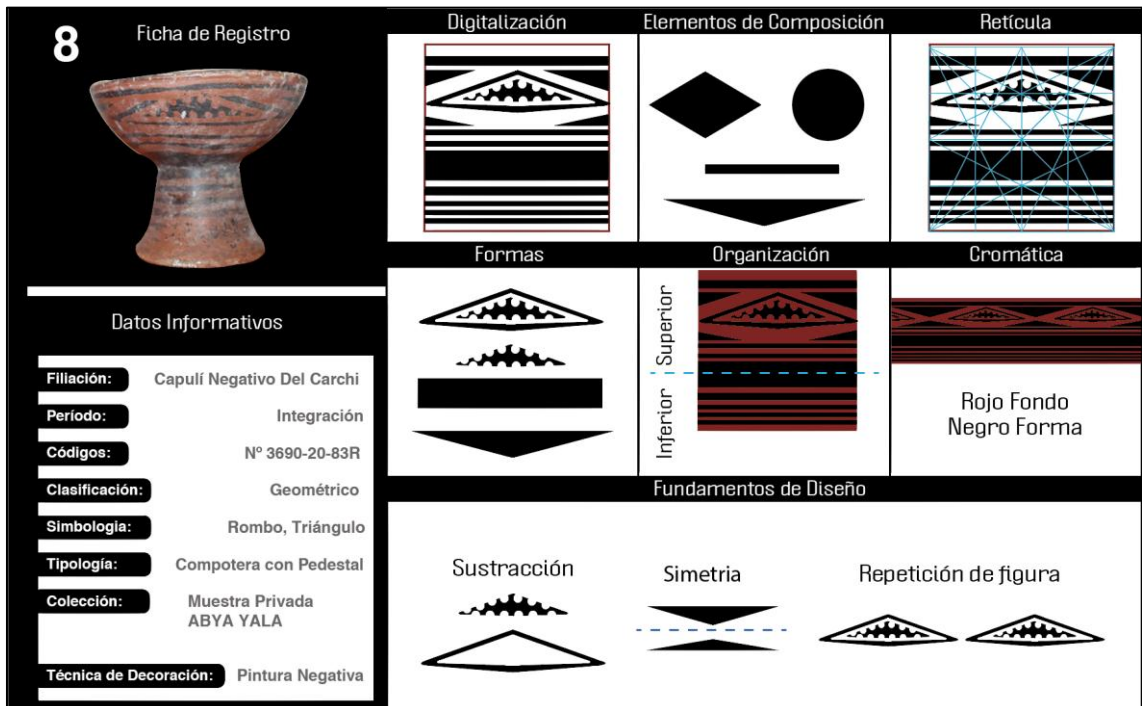 8
Ficha de Registro
Datos Informativos
Filiación: Capulí Negativo Del Carchi
Período: Integración
Códigos: Nº 3690-20-83R
Clasificación: Geométrico
Simbologia: Rombo, Triángulo
Tipología: Compotera con Pedestal
Colección: Muestra Privada
ABYA YALA
Técnica de Decoración: Pintura Negativa
Digitalización
Elementos de Composición
Retícula
Formas
Organización
Superior
Inferior
Cromática
Rojo Fondo
Negro Forma
Fundamentos de Diseño
Sustracción
Simetria
Repetición de figura